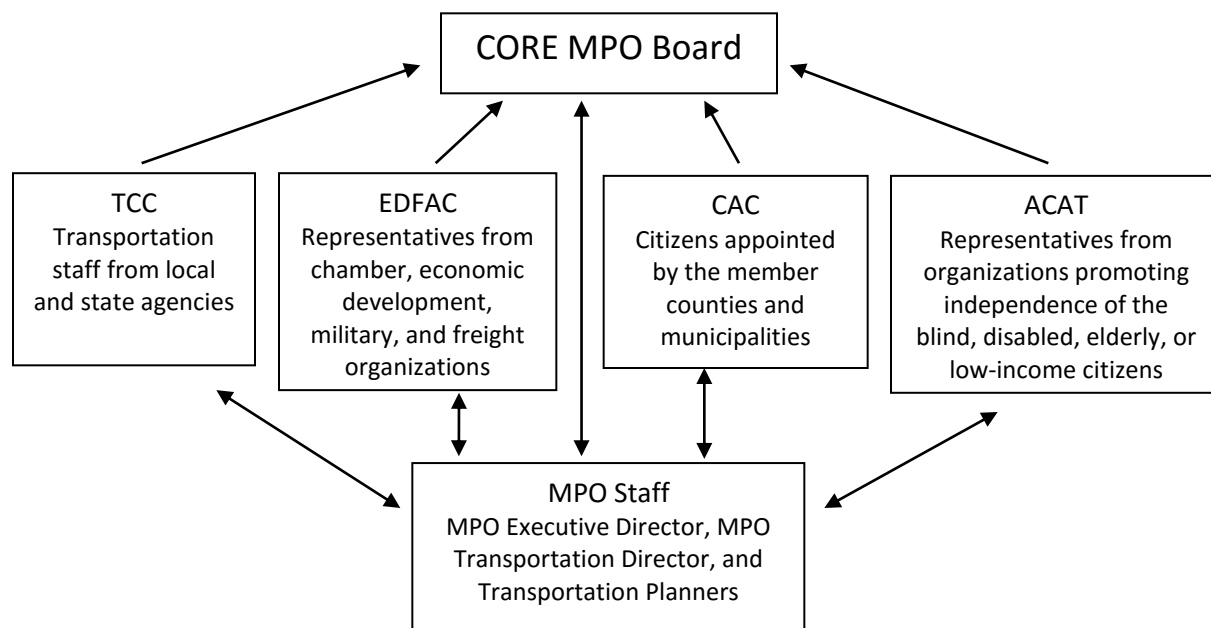 CORE MPO Board
TCC
Transportation
staff from local
and state agencies
EDFAC
Representatives from
chamber, economic
development,
military, and freight
organizations
CAC
Citizens appointed
by the member
counties and
municipalities
ACAT
Representatives from
organizations promoting
independence of the
blind, disabled, elderly, or
low-income citizens
MPO Staff
MPO Executive Director, MPO
Transportation Director, and
Transportation Planners